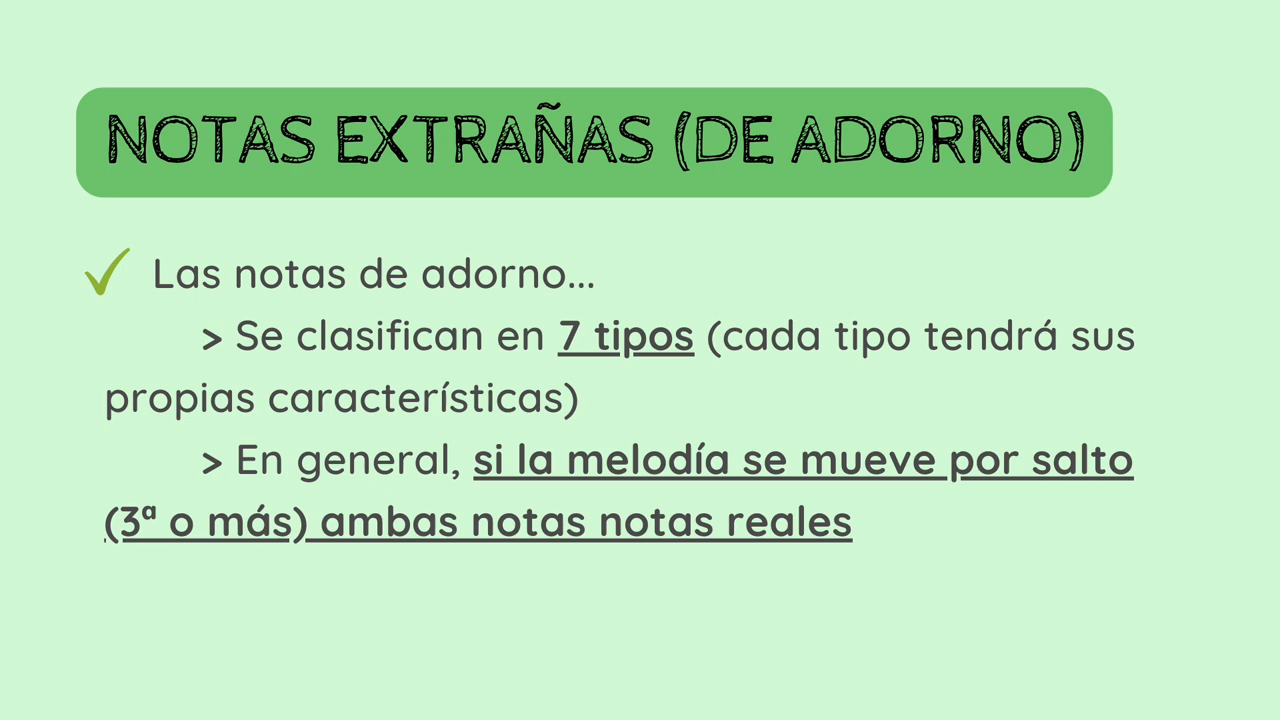 NOTAS EXTRAÑAS (DE ADORNO)
Las notas de adorno...
> Se clasifican en 7 tipos (cada tipo tendrá sus
propias características)
> En general, si la melodía se mueve por salto
(3ª o más) ambas notas notas reales